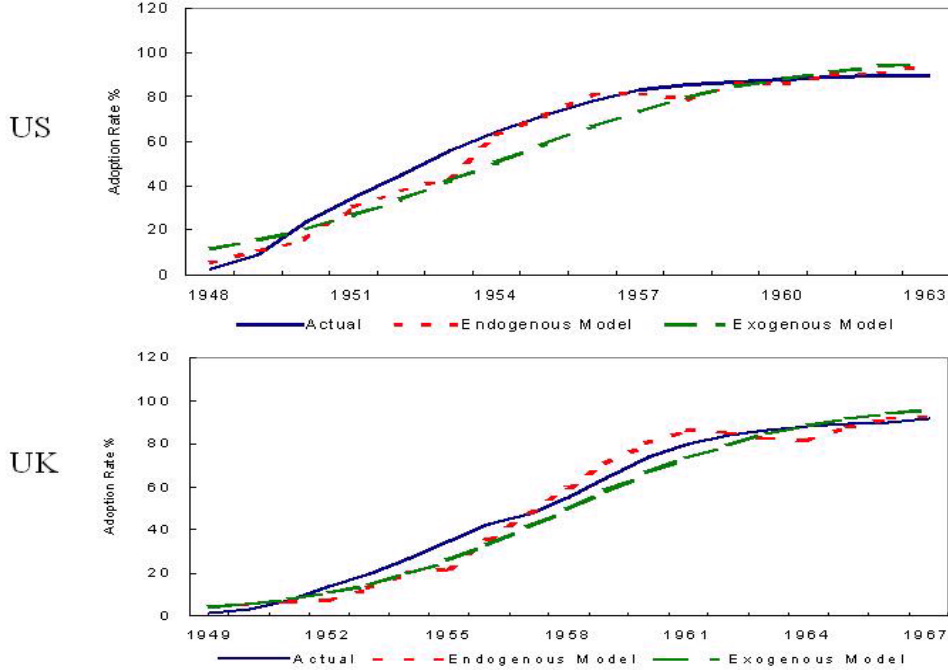 US
Adoption Rate %
120
100
80
60
40
20
0
1948 1951 1954 1957 1960 1963
Actual Endogenous Model Exogenous Model
UK
Adoption Rate %
120
100
80
60
40
20
0
1949 1952 1955 1958 1961 1964 1967
Actual Endogenous Model Exogenous Model